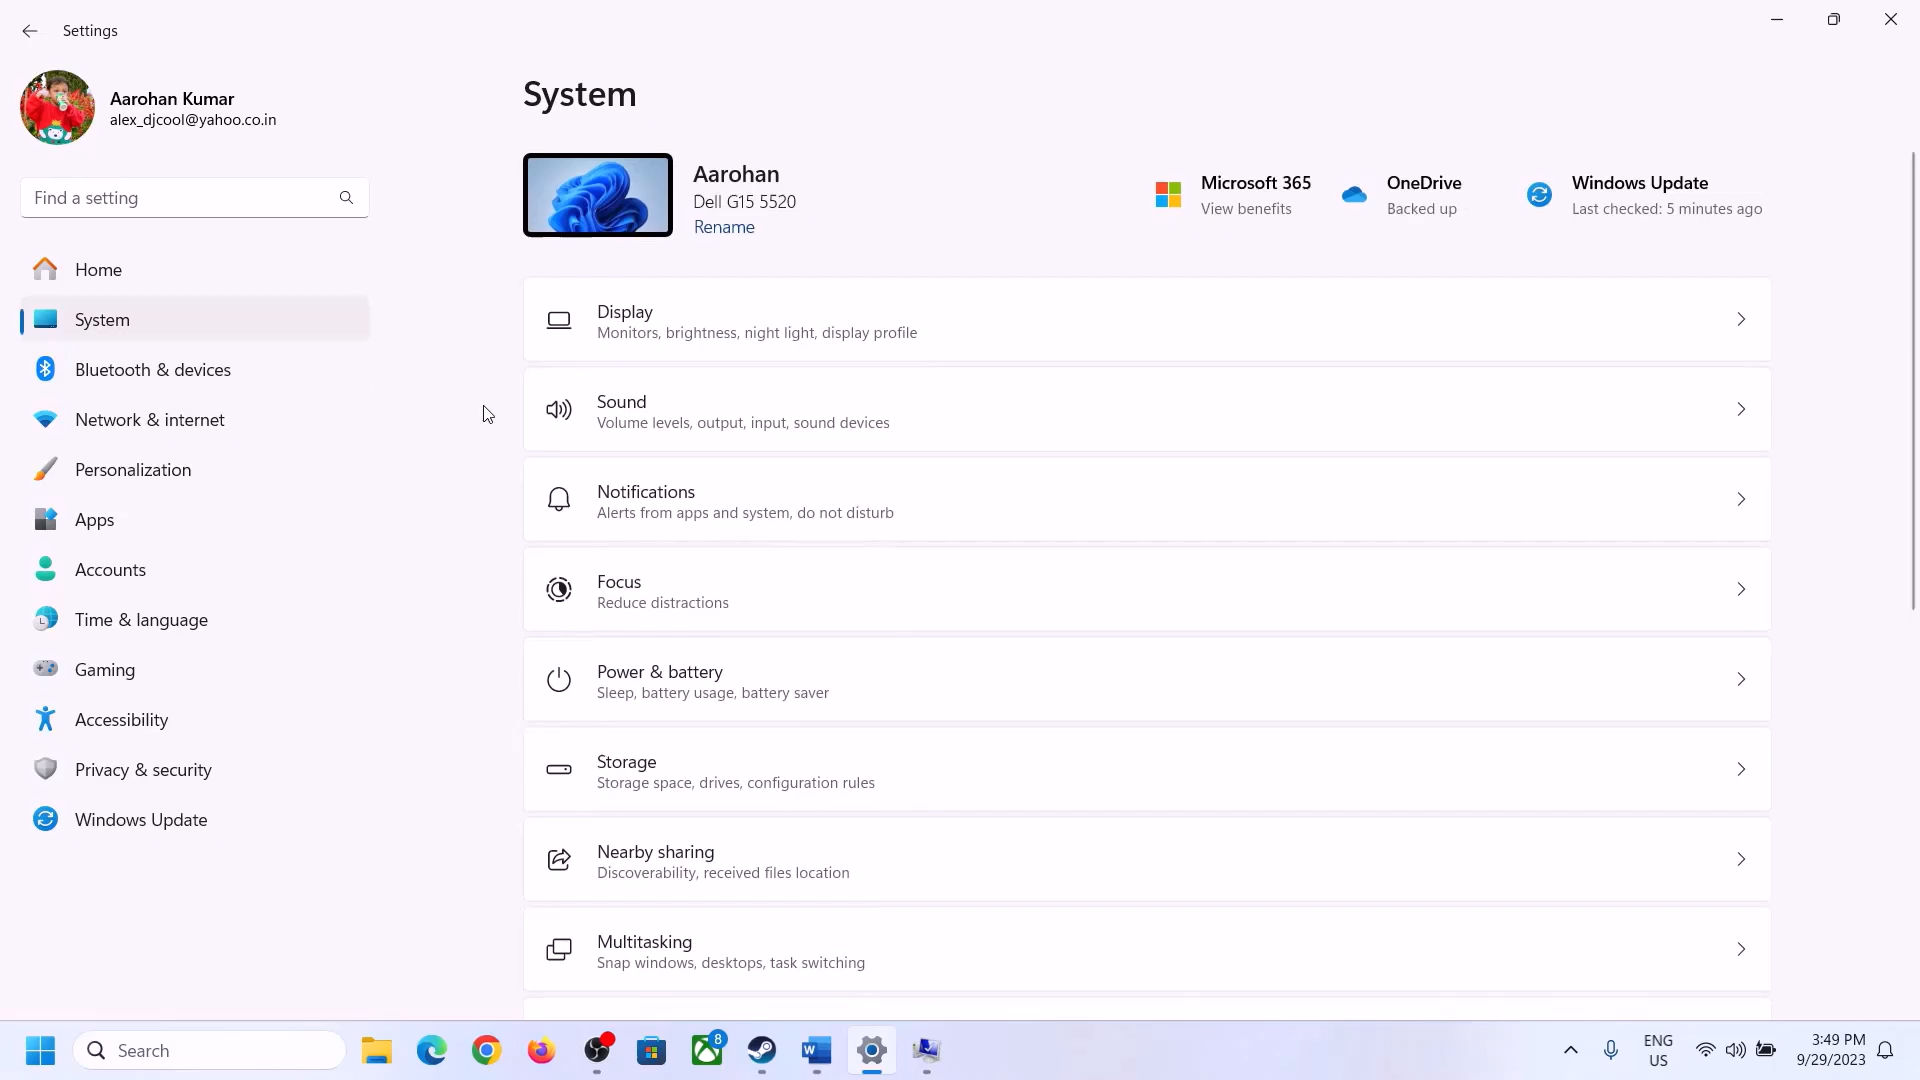 Settings
Aarohan Kumar
alex_djcool@yahoo.co.in
Find a setting
Home
System
Bluetooth & devices
Network & internet
Personalization
Apps
Accounts
Time & language
Gaming
Accessibility
Privacy & security
Windows Update
System
Aarohan
Dell G15 5520
Rename
Microsoft 365
View benefits
OneDrive
Backed up
Windows Update
Last checked: 5 minutes ago
Display
Monitors, brightness, night light, display profile
Sound
Volume levels, output, input, sound devices
Notifications
Alerts from apps and system, do not disturb
Focus
Reduce distractions
Power & battery
Sleep, battery usage, battery saver
Storage
Storage space, drives, configuration rules
Nearby sharing
Discoverability, received files location
Multitasking
Snap windows, desktops, task switching
Search
8
ENG
US
3:49 PM
9/29/2023